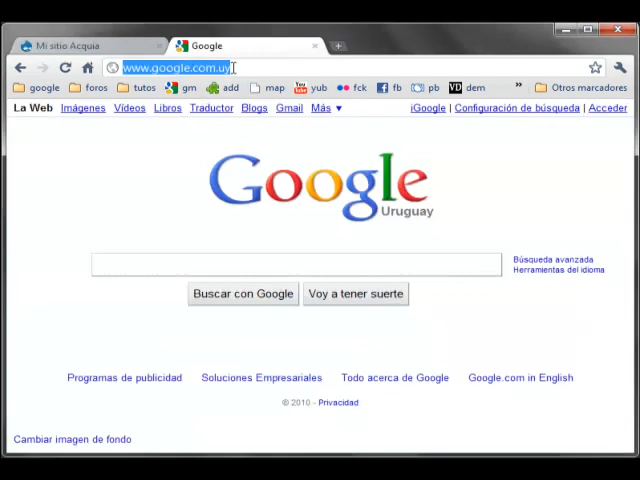 Mi sitio Acquia Google
www.google.com.uy
google foros tutos gm add map yub fck fb pb dem » Otros marcadores
La Web Imágenes Vídeos Libros Traductor Blogs Gmail Más ▼ iGoogle | Configuración de búsqueda | Acceder
Google
Uruguay
Búsqueda avanzada
Herramientas del idioma
Buscar con Google Voy a tener suerte
Programas de publicidad Soluciones Empresariales Todo acerca de Google Google.com in English
© 2010 - Privacidad
Cambiar imagen de fondo